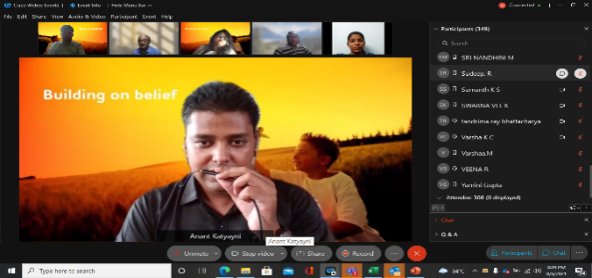 Cisco Webex Events
Event Info
Hide Menu Bar
Connected
File Edit Share View Audio & Video Participant Event Help
Participants (349)
Search
SRI NANDHINI M
Sudeep. R
Sumanth K S
SWARNA VEE K
tandrima ray bhattacharya
Varsha K C
Varshaa.M
VEENA R
Yamini Gupta
Attendee: 308 (0 displayed)
Building on belief
Anant Katyayni
Anant Katyayni
Chat
Q & A
Unmute
Stop video
Share
Record
Participants
Chat
Type here to search
34°C